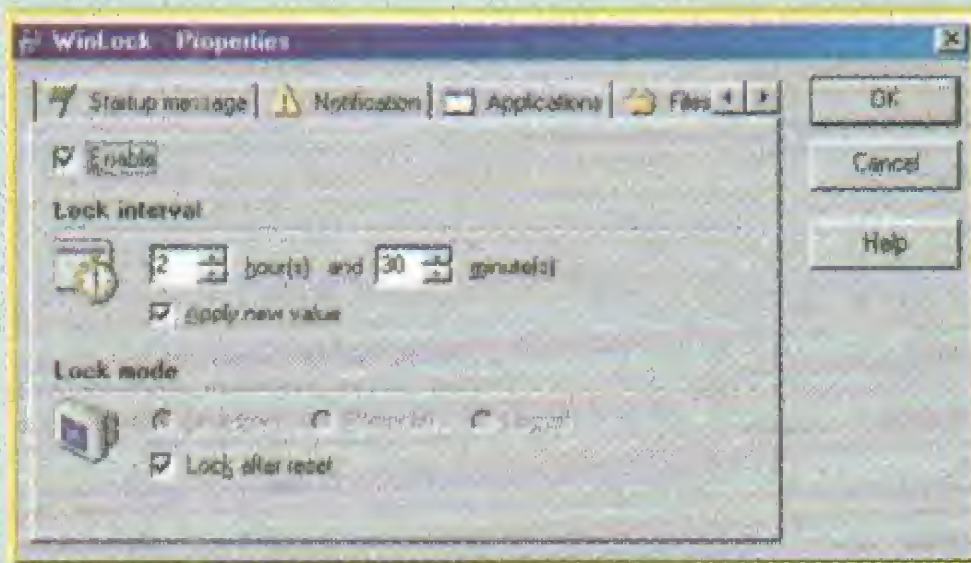 WinLock Properties
Startup message Notification Applications Files
OK
Enable
Cancel
Lock interval
Help
2 hour(s) and 30 minute(s)
Apply new value
Lock mode
Lock after reset